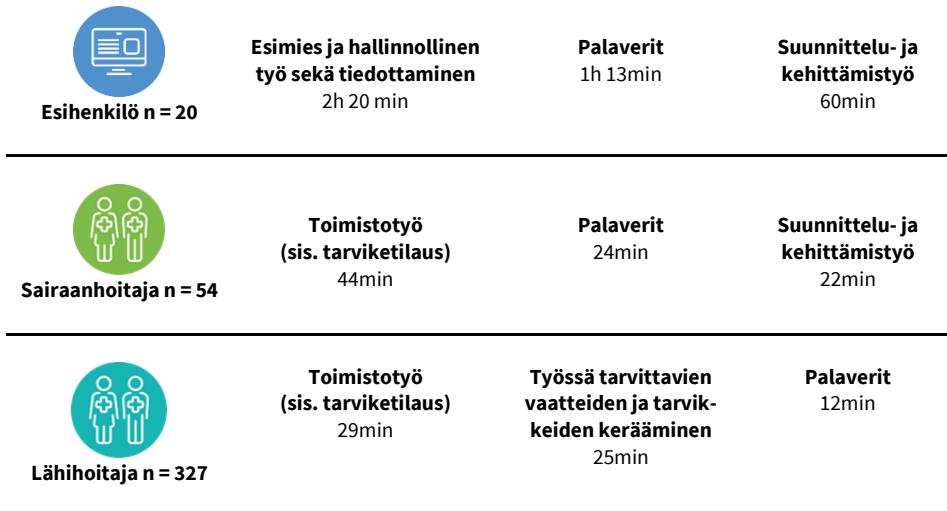 Esihenkilö n = 20
Esimies ja hallinnollinen
työ sekä tiedottaminen
2h 20 min
Palaverit
1h 13min
Suunnittelu- ja
kehittämistyö
60min
Sairaanhoitaja n = 54
Toimistotyö
(sis. tarviketilaus)
44min
Palaverit
24min
Suunnittelu- ja
kehittämistyö
22min
Lähihoitaja n = 327
Toimistotyö
(sis. tarviketilaus)
29min
Työssä tarvittavien
vaatteiden ja tarvik-
keiden kerääminen
25min
Palaverit
12min